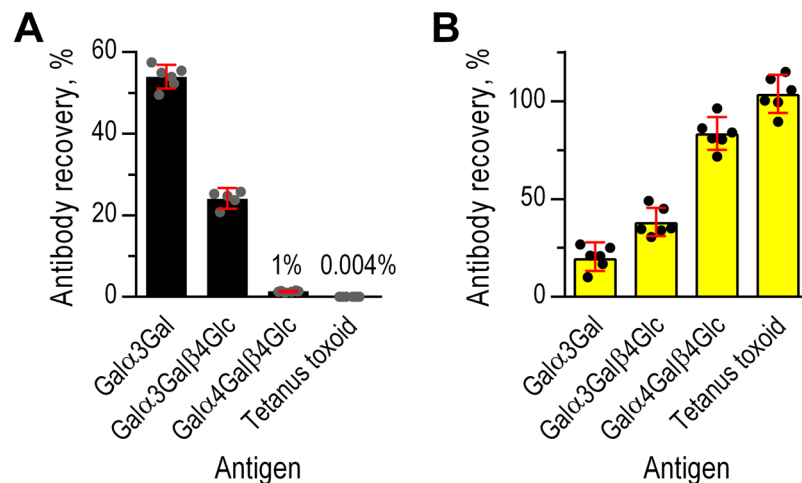 A
Antibody recovery, %
60
40
20
0
1%
0.004%
Galα3Gal
Galα3Galβ4Glc
Galα4Galβ4Glc
Tetanus toxoid
Antigen
B
Antibody recovery, %
100
50
0
Galα3Gal
Galα3Galβ4Glc
Galα4Galβ4Glc
Tetanus toxoid
Antigen